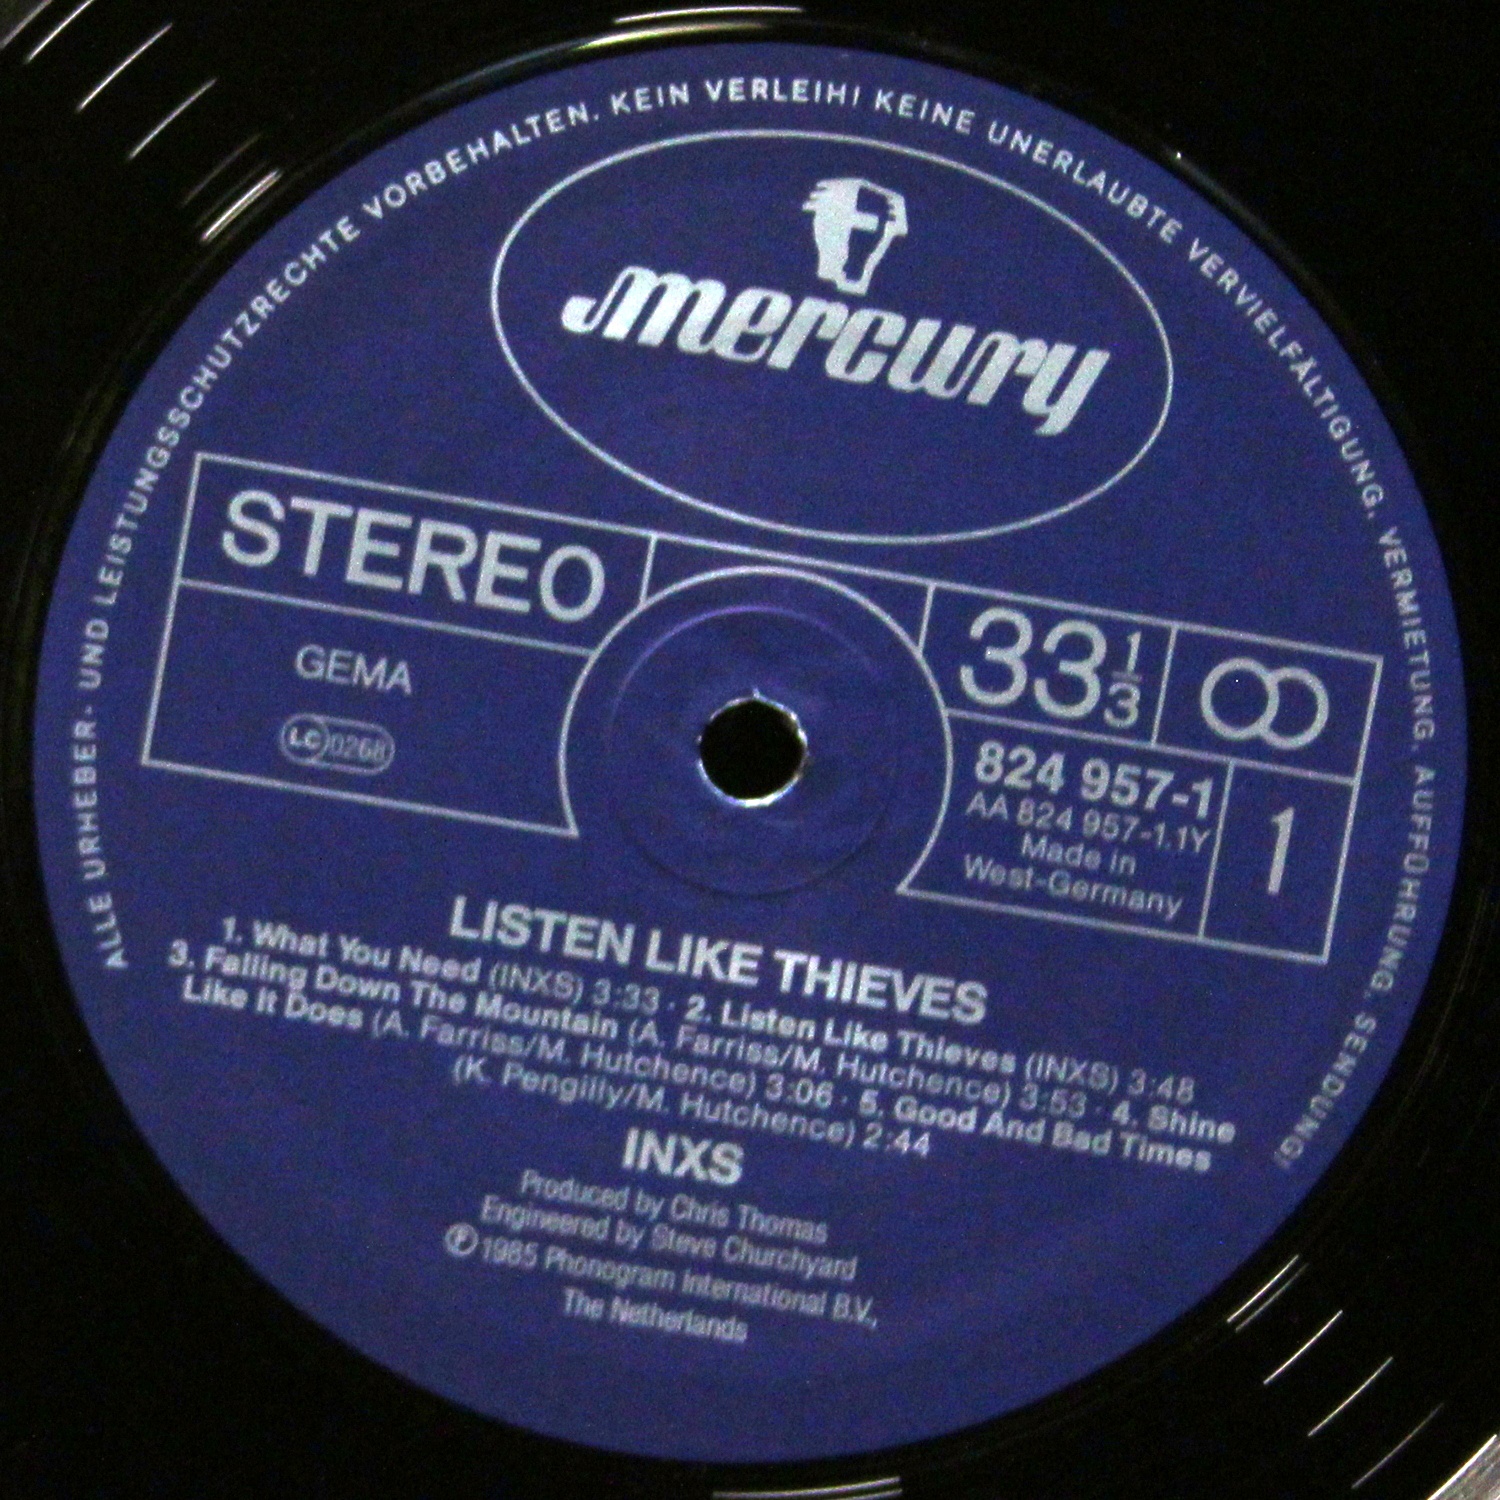 ALLE URHEBER- UND LEISTUNGSSCHUTZRECHTE VORBEHALTEN. KEIN VERLEIH! KEINE UNERLAUBTE VERVIELFÄLTIGUNG, VERMIETUNG, AUFFÜHRUNG, SENDUNG!
mercury
STEREO
GEMA
LC 0268
33 1/3
824 957-1
AA 824 957-1.1Y
Made in
West-Germany
1
LISTEN LIKE THIEVES
1. What You Need (INXS) 3:33 · 2. Listen Like Thieves (INXS) 3:48
3. Falling Down The Mountain (A. Farriss/M. Hutchence) 3:53 · 4. Shine
Like It Does (A. Farriss/M. Hutchence) 3:06 · 5. Good And Bad Times
(K. Pengilly/M. Hutchence) 2:44
INXS
Produced by Chris Thomas
Engineered by Steve Churchyard
Ⓟ 1985 Phonogram International B.V.,
The Netherlands